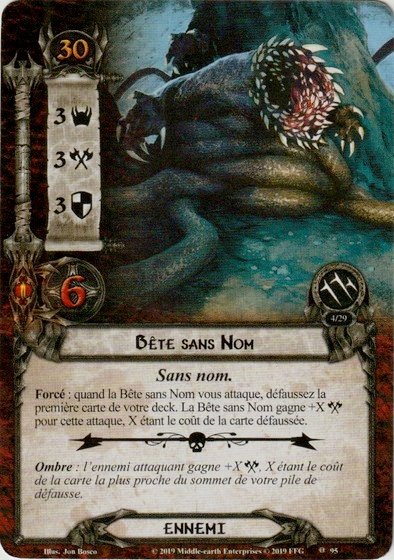 30
3
3
3
6
4/29
Bête sans Nom
Sans nom.
Forcé : quand la Bête sans Nom vous attaque, défaussez la
première carte de votre deck. La Bête sans Nom gagne +X
pour cette attaque, X étant le coût de la carte défaussée.
Ombre : l'ennemi attaquant gagne +X. X étant le coût
de la carte la plus proche du sommet de votre pile de
défausse.
ENNEMI
Illus. Jon Bosco © 2019 Middle-earth Enterprises © 2019 FFG 95